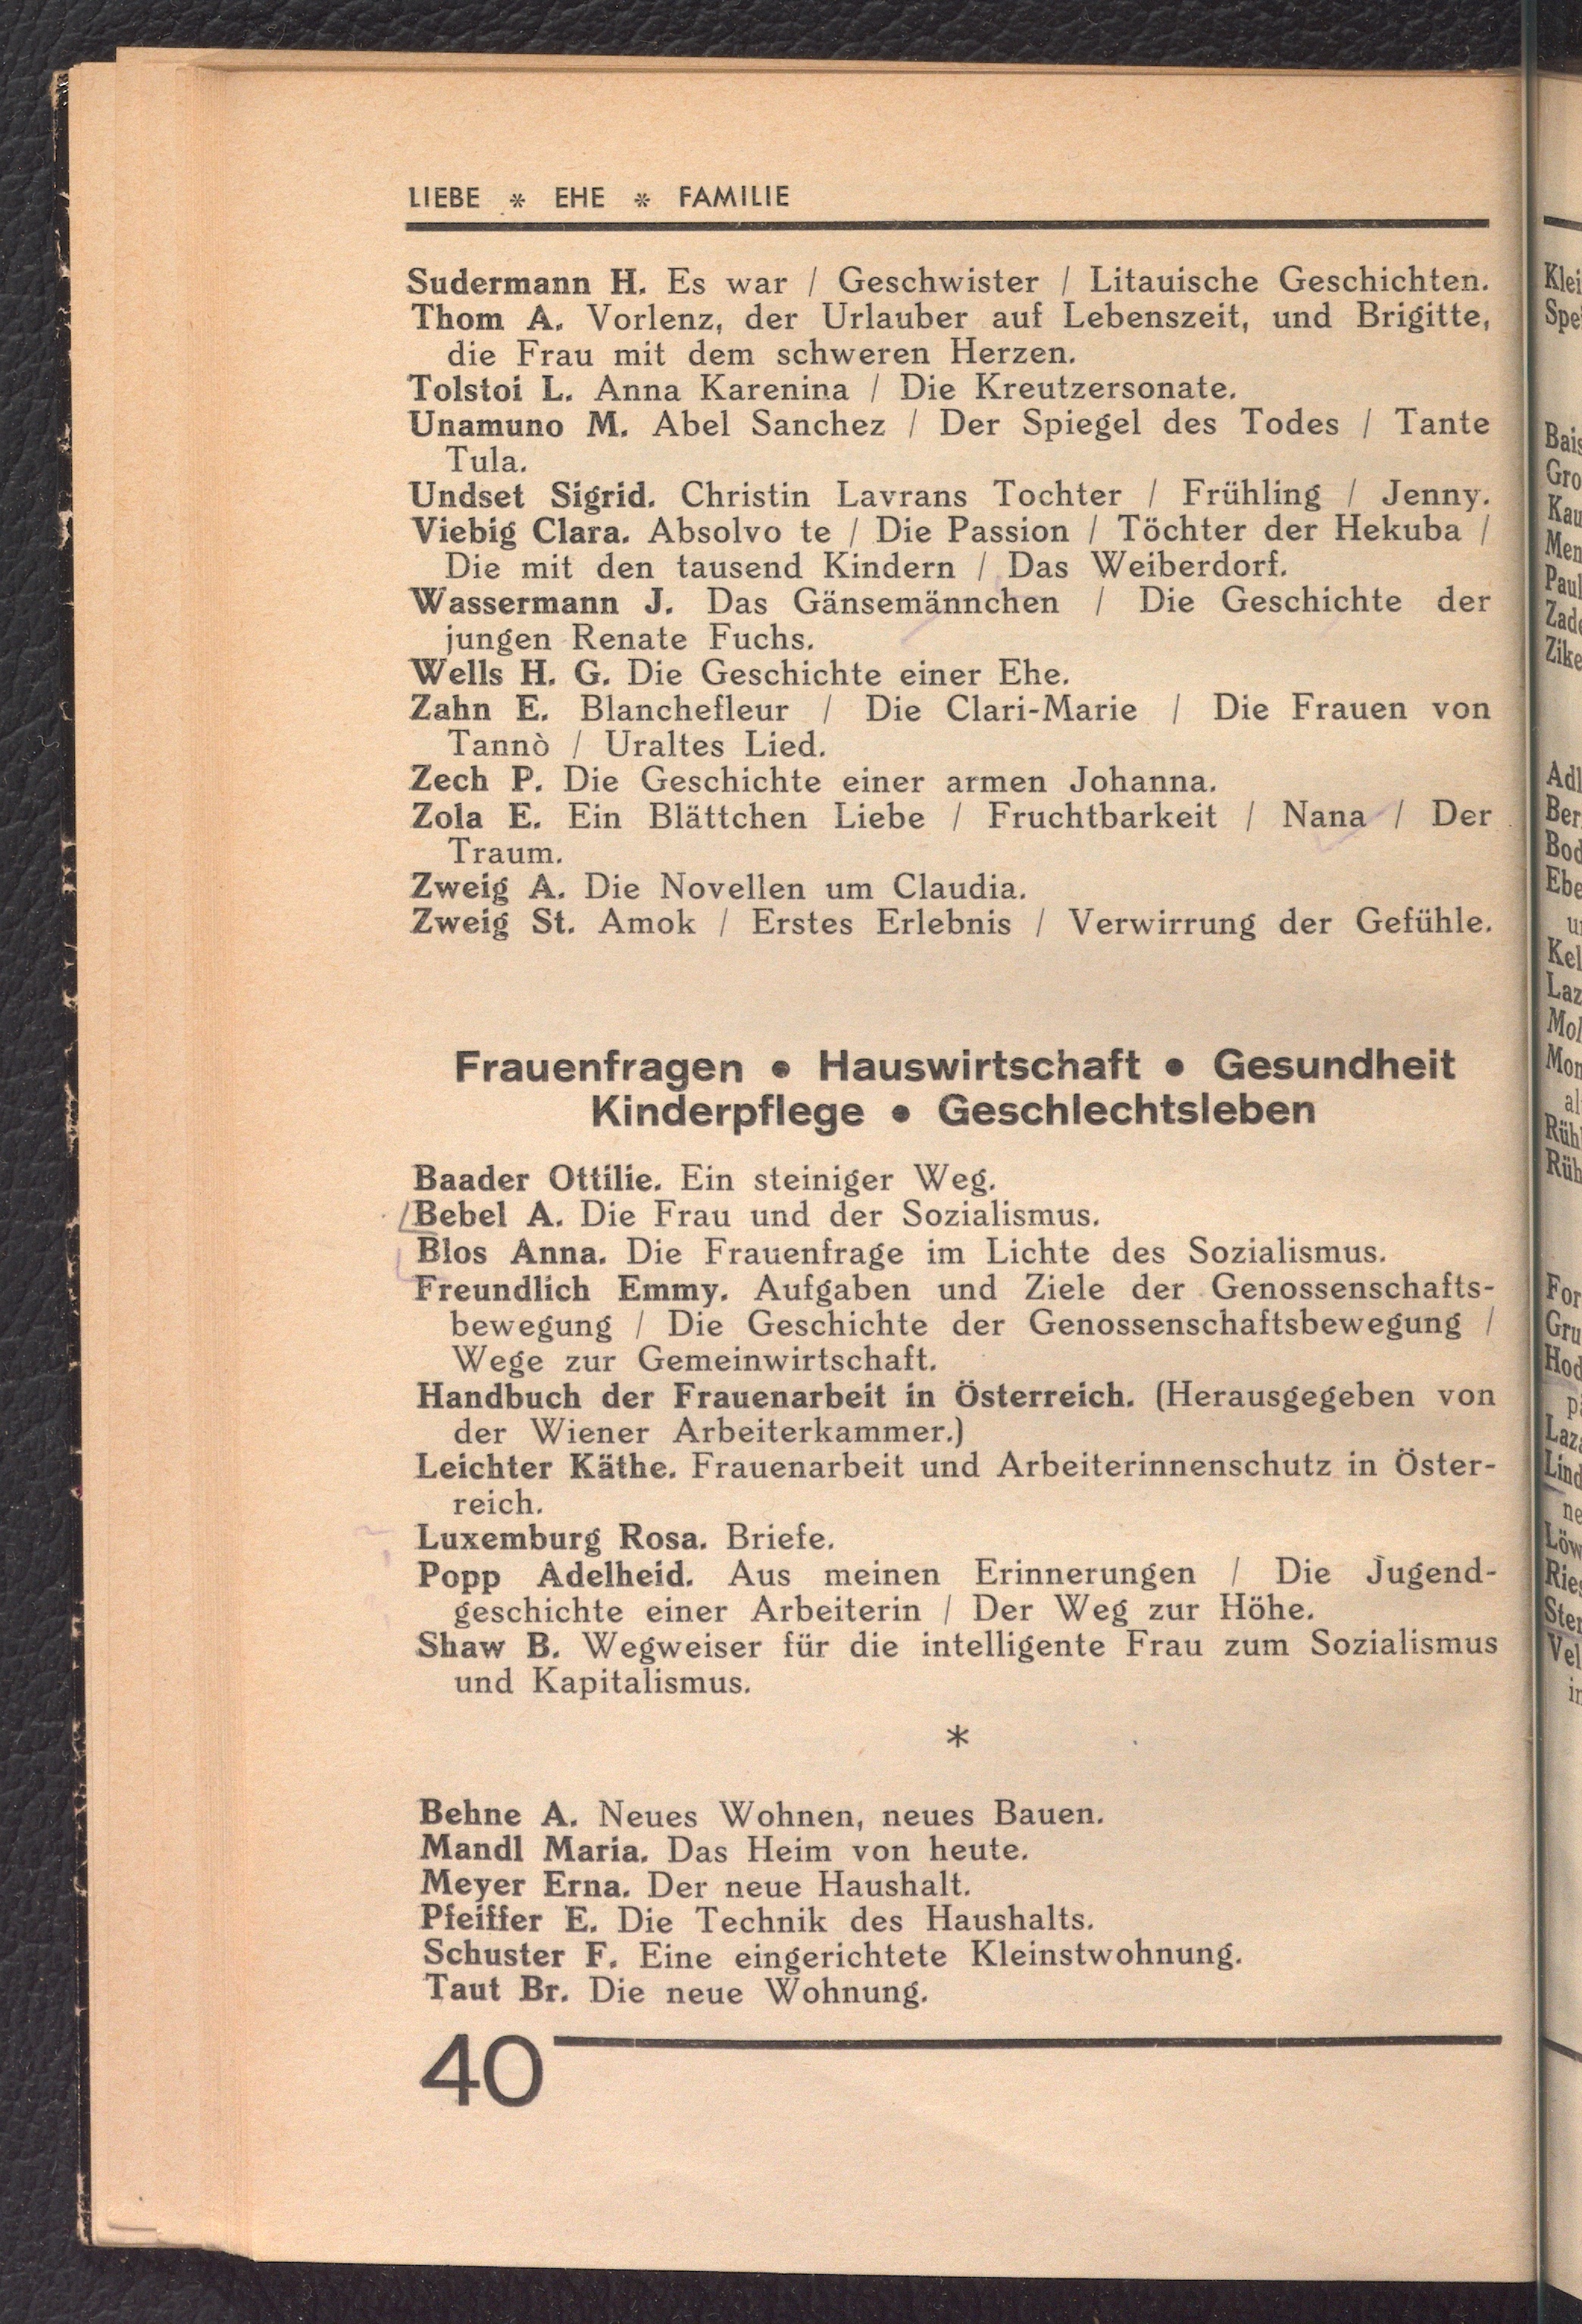 LIEBE * EHE * FAMILIE
Sudermann H. Es war / Geschwister / Litauische Geschichten.
Thom A. Vorlenz, der Urlauber auf Lebenszeit, und Brigitte,
die Frau mit dem schweren Herzen.
Tolstoi L. Anna Karenina / Die Kreutzersonate.
Unamuno M. Abel Sanchez / Der Spiegel des Todes / Tante
Tula.
Undset Sigrid. Christin Lavrans Tochter / Frühling / Jenny.
Viebig Clara. Absolvo te / Die Passion / Töchter der Hekuba /
Die mit den tausend Kindern / Das Weiberdorf.
Wassermann J. Das Gänsemännchen / Die Geschichte der
jungen Renate Fuchs.
Wells H. G. Die Geschichte einer Ehe.
Zahn E. Blanchefleur / Die Clari-Marie / Die Frauen von
Tannò / Uraltes Lied.
Zech P. Die Geschichte einer armen Johanna.
Zola E. Ein Blättchen Liebe / Fruchtbarkeit / Nana / Der
Traum.
Zweig A. Die Novellen um Claudia.
Zweig St. Amok / Erstes Erlebnis / Verwirrung der Gefühle.
Frauenfragen • Hauswirtschaft • Gesundheit
Kinderpflege • Geschlechtsleben
Baader Ottilie. Ein steiniger Weg.
Bebel A. Die Frau und der Sozialismus.
Blos Anna. Die Frauenfrage im Lichte des Sozialismus.
Freundlich Emmy. Aufgaben und Ziele der Genossenschafts-
bewegung / Die Geschichte der Genossenschaftsbewegung /
Wege zur Gemeinwirtschaft.
Handbuch der Frauenarbeit in Österreich. (Herausgegeben von
der Wiener Arbeiterkammer.)
Leichter Käthe. Frauenarbeit und Arbeiterinnenschutz in Öster-
reich.
Luxemburg Rosa. Briefe.
Popp Adelheid. Aus meinen Erinnerungen / Die Jugend-
geschichte einer Arbeiterin / Der Weg zur Höhe.
Shaw B. Wegweiser für die intelligente Frau zum Sozialismus
und Kapitalismus.
*
Behne A. Neues Wohnen, neues Bauen.
Mandl Maria. Das Heim von heute.
Meyer Erna. Der neue Haushalt.
Pfeiffer E. Die Technik des Haushalts.
Schuster F. Eine eingerichtete Kleinstwohnung.
Taut Br. Die neue Wohnung.
40